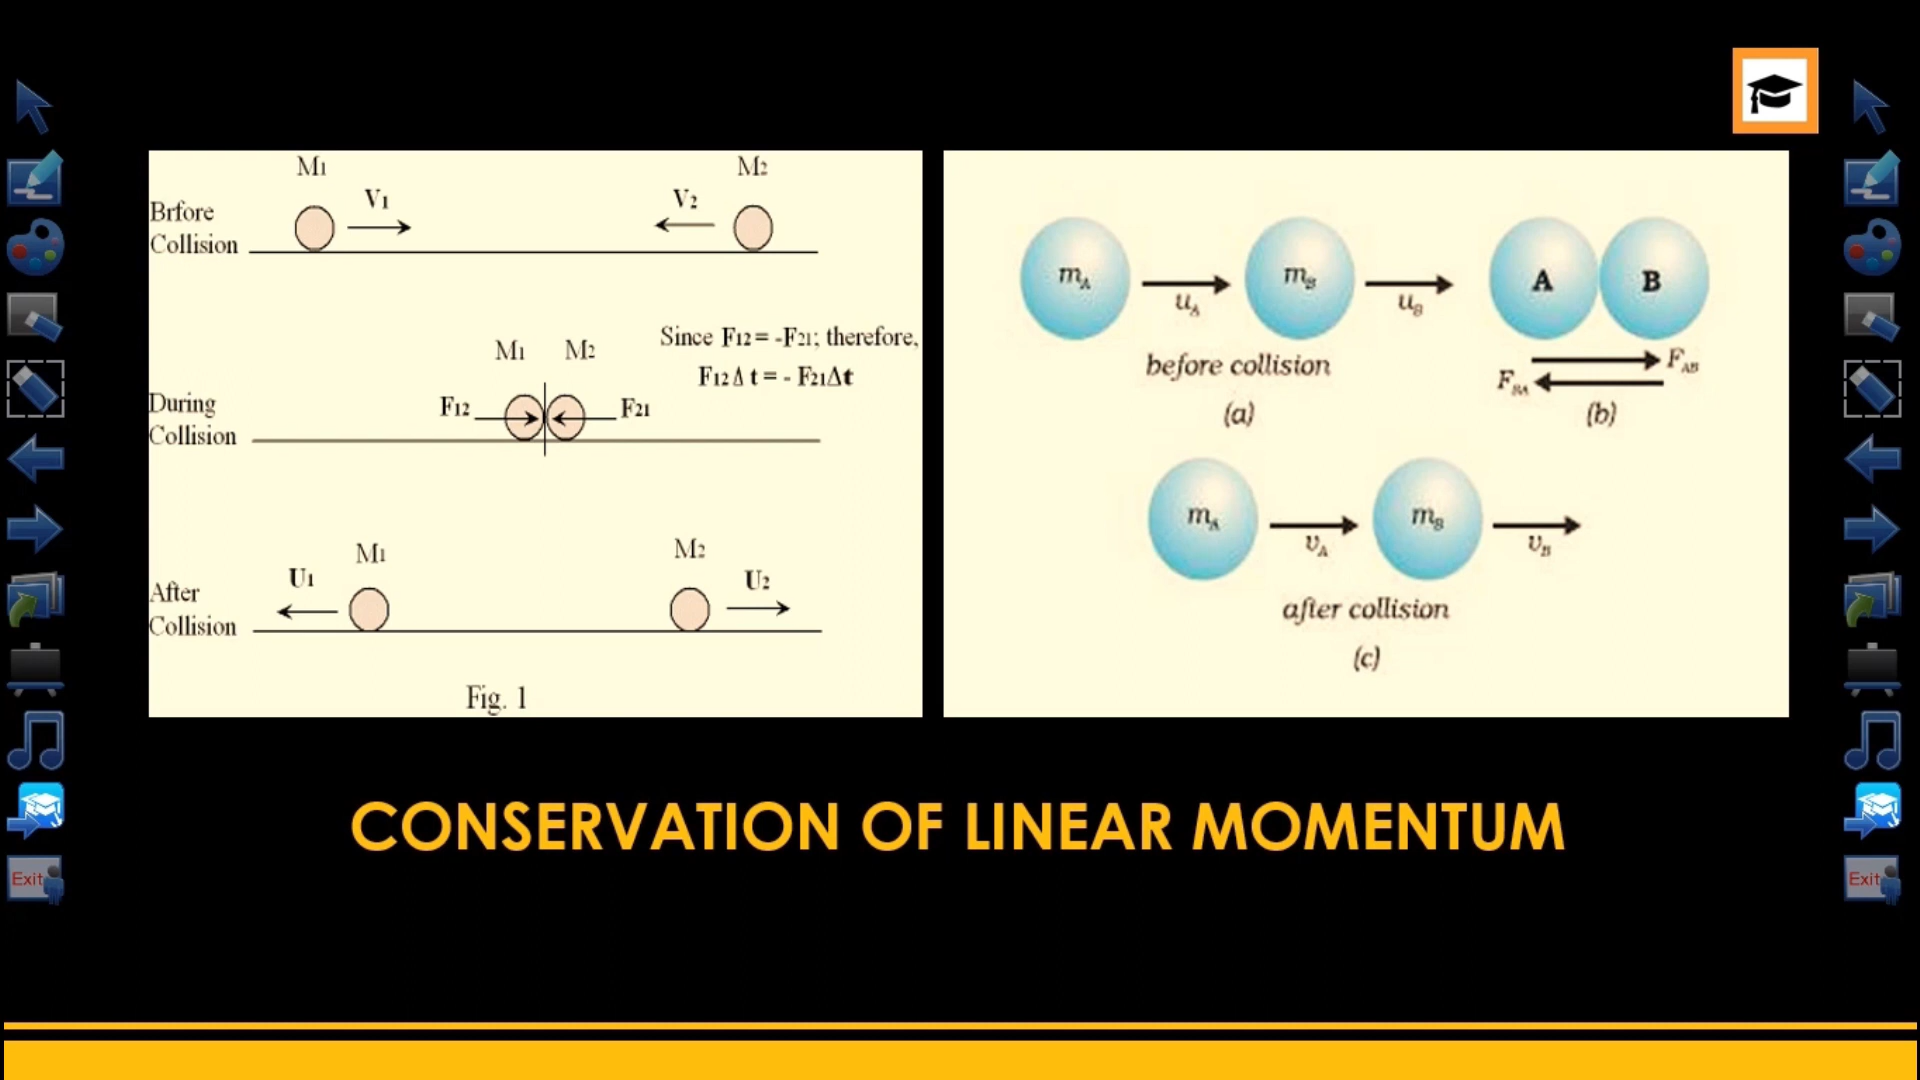 M1
M2
V1
V2
Brfore
Collision
Since F12 = -F21; therefore,
F12 Δ t = - F21Δt
M1
M2
During
Collision
F12
F21
M1
M2
After
Collision
U1
U2
Fig. 1
mA
uA
mB
uB
A
B
before collision
FAB
FBA
(a)
(b)
mA
vA
mB
vB
after collision
(c)
CONSERVATION OF LINEAR MOMENTUM
Exit
Exit